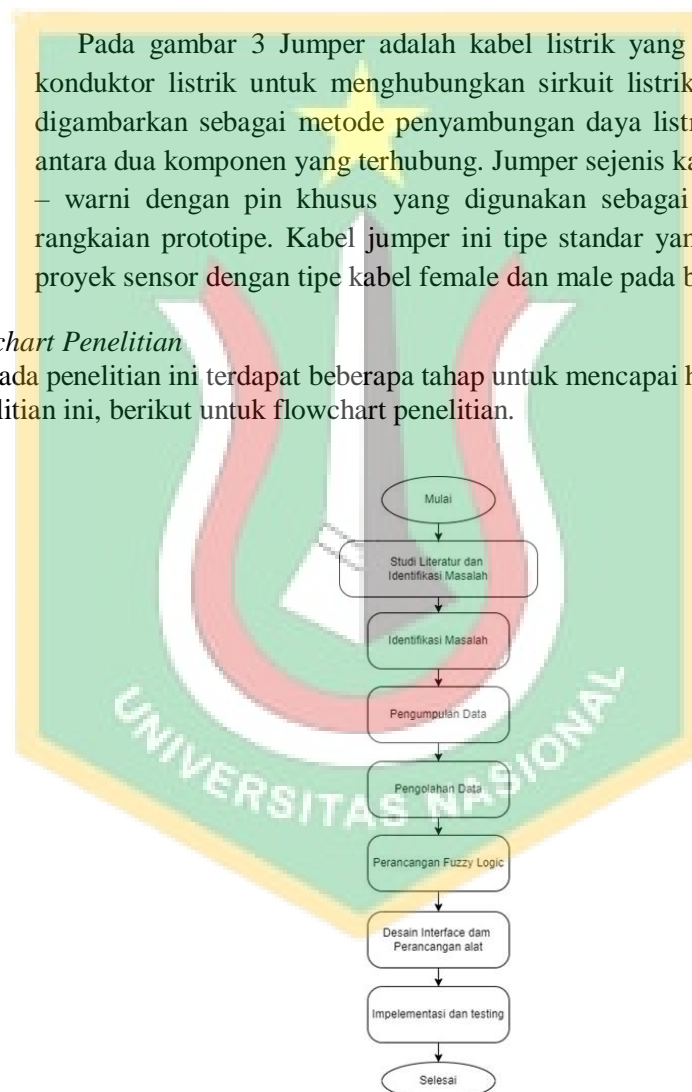 Pada gambar 3 Jumper adalah kabel listrik yang
konduktor listrik untuk menghubungkan sirkuit listrik
digambarkan sebagai metode penyambungan daya listr
antara dua komponen yang terhubung. Jumper sejenis ka
– warni dengan pin khusus yang digunakan sebagai
rangkaian prototipe. Kabel jumper ini tipe standar yan
proyek sensor dengan tipe kabel female dan male pada b
chart Penelitian
ada penelitian ini terdapat beberapa tahap untuk mencapai h
litian ini, berikut untuk flowchart penelitian.
Mulai
Studi Literatur dan
Identifikasi Masalah
Identifikasi Masalah
Pengumpulan Data
Pengolahan Data
Perancangan Fuzzy Logic
Desain Interface dam
Perancangan alat
Impelementasi dan testing
Selesai
UNIVERSITAS NASIONAL